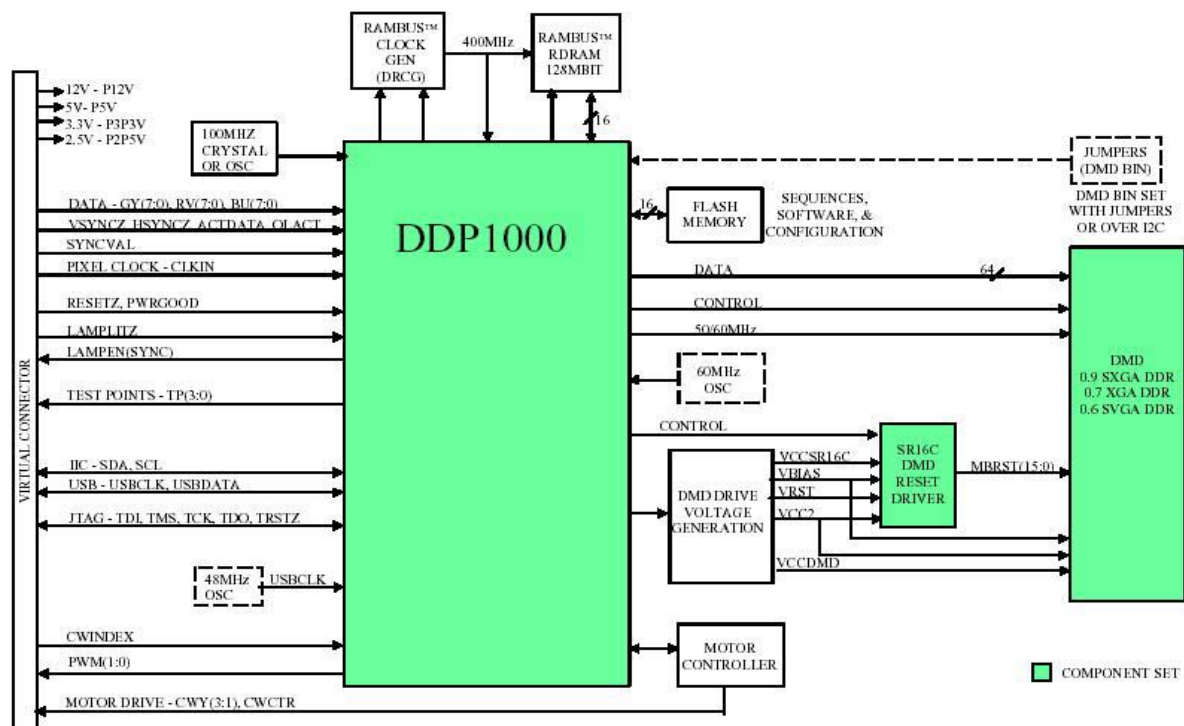 RAMBUS™
CLOCK
GEN
(DRCG)
400MHz
RAMBUS™
RDRAM
128MBIT
16
12V - P12V
5V- P5V
3.3V - P3P3V
2.5V - P2P5V
100MHZ
CRYSTAL
OR OSC
JUMPERS
(DMD BIN)
DMD BIN SET
WITH JUMPERS
OR OVER I2C
DATA - GY(7:0), RV(7:0), BU(7:0)
VSYNCZ, HSYNCZ, ACTDATA, OLACT
SYNCVAL
PIXEL CLOCK - CLKIN
RESETZ, PWRGOOD
LAMPLITZ
LAMPEN(SYNC)
TEST POINTS - TP(3:0)
IIC - SDA, SCL
USB - USBCLK, USBDATA
JTAG - TDI, TMS, TCK, TDO, TRSTZ
48MHz
OSC
USBCLK
CWINDEX
PWM(1:0)
MOTOR DRIVE - CWY(3:1), CWCTR
VIRTUAL CONNECTOR
DDP1000
16
FLASH
MEMORY
SEQUENCES,
SOFTWARE, &
CONFIGURATION
DATA
64
CONTROL
50/60MHz
60MHz
OSC
DMD
0.9 SXGA DDR
0.7 XGA DDR
0.6 SVGA DDR
CONTROL
DMD DRIVE
VOLTAGE
GENERATION
VCCSR16C
VBIAS
VRST
VCC2
VCCDMD
SR16C
DMD
RESET
DRIVER
MBRST(15:0)
MOTOR
CONTROLLER
COMPONENT SET